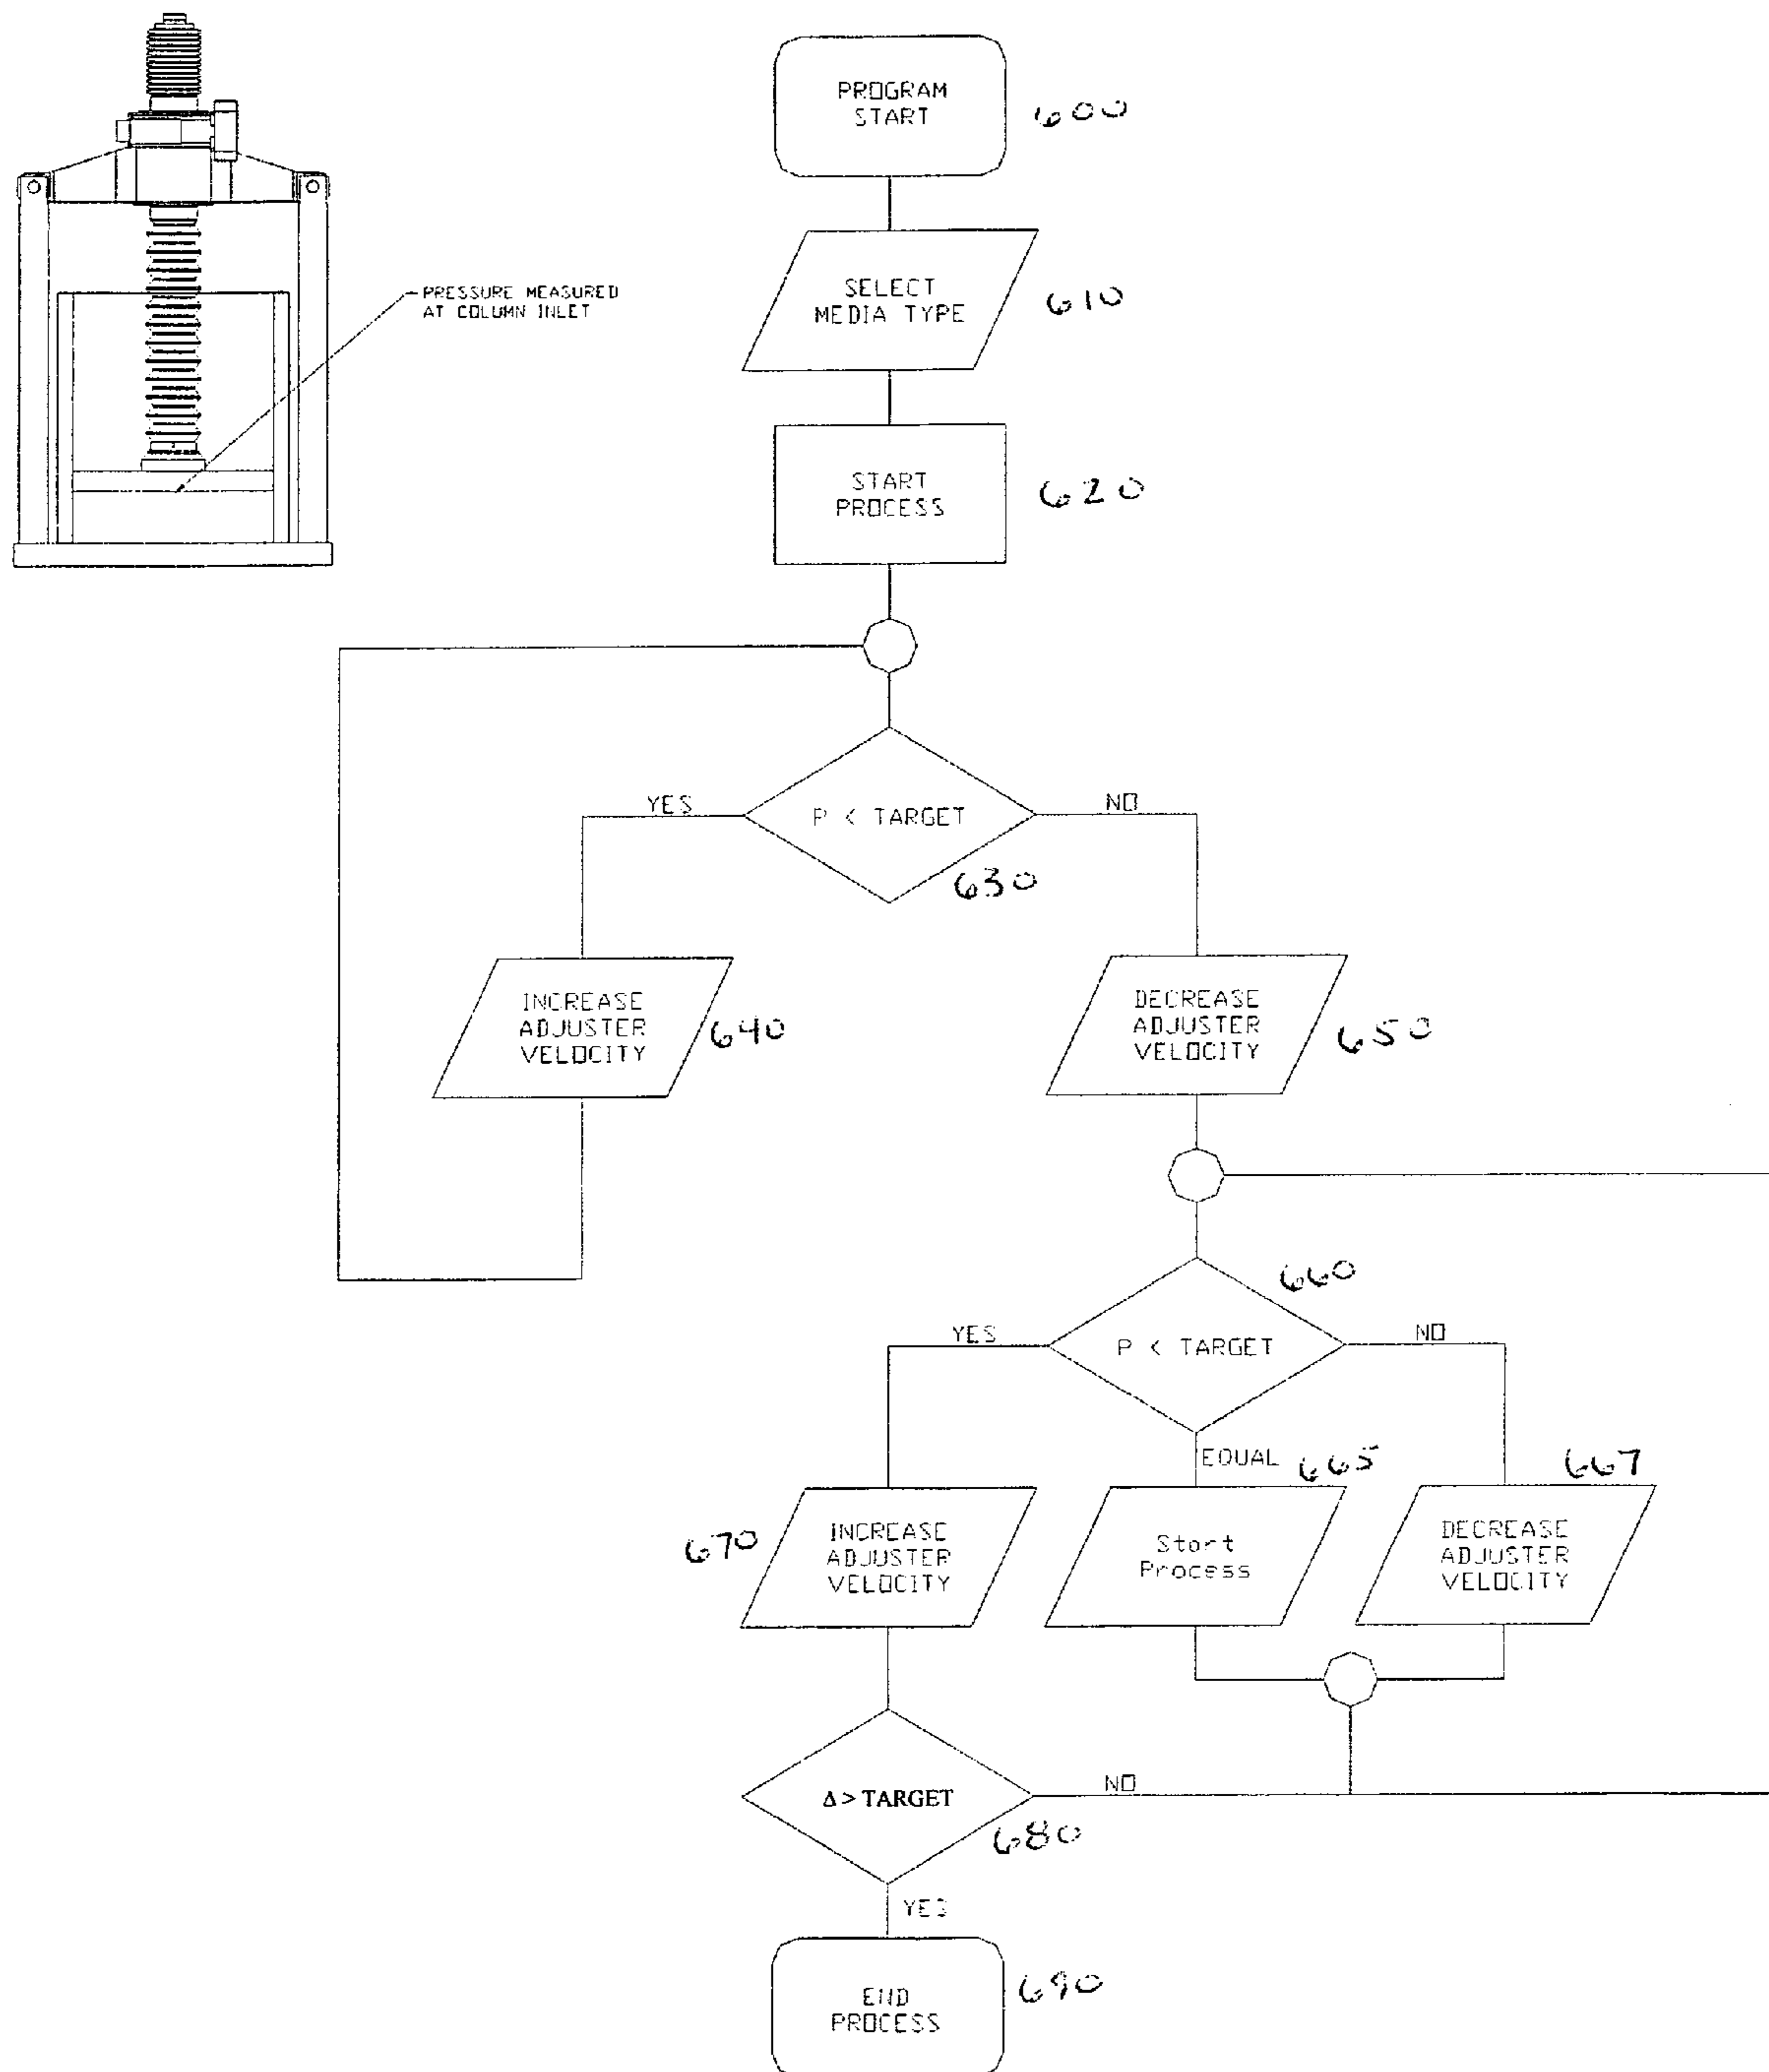 PROGRAM
START
600
SELECT
MEDIA TYPE
610
PRESSURE MEASURED
AT COLUMN INLET
START
PROCESS
620
YES
P < TARGET
NO
630
INCREASE
ADJUSTER
VELOCITY
640
DECREASE
ADJUSTER
VELOCITY
650
660
YES
P < TARGET
NO
EQUAL
665
667
670
INCREASE
ADJUSTER
VELOCITY
Start
Process
DECREASE
ADJUSTER
VELOCITY
Δ > TARGET
NO
680
YES
END
PROCESS
690